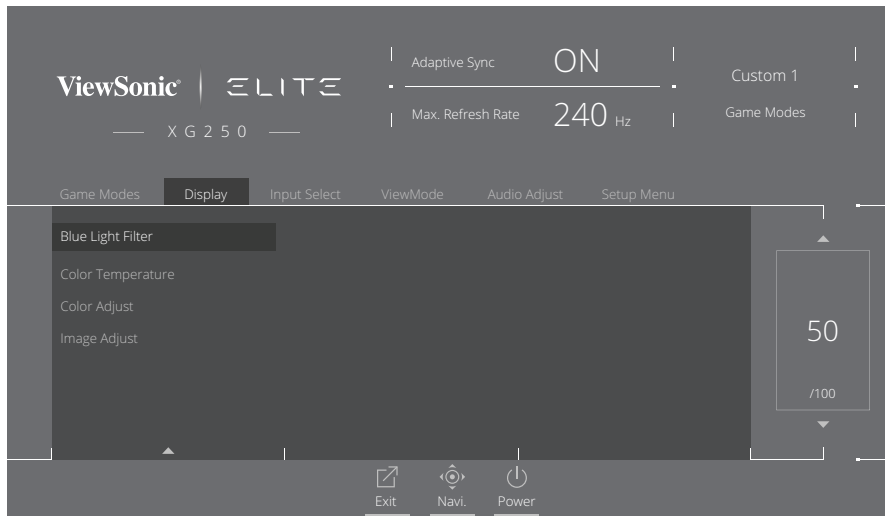 ViewSonic® ELITE
XG250
Adaptive Sync ON
Max. Refresh Rate 240 Hz
Custom 1
Game Modes
Game Modes Display Input Select ViewMode Audio Adjust Setup Menu
Blue Light Filter
Color Temperature
Color Adjust
Image Adjust
50
/100
Exit Navi. Power